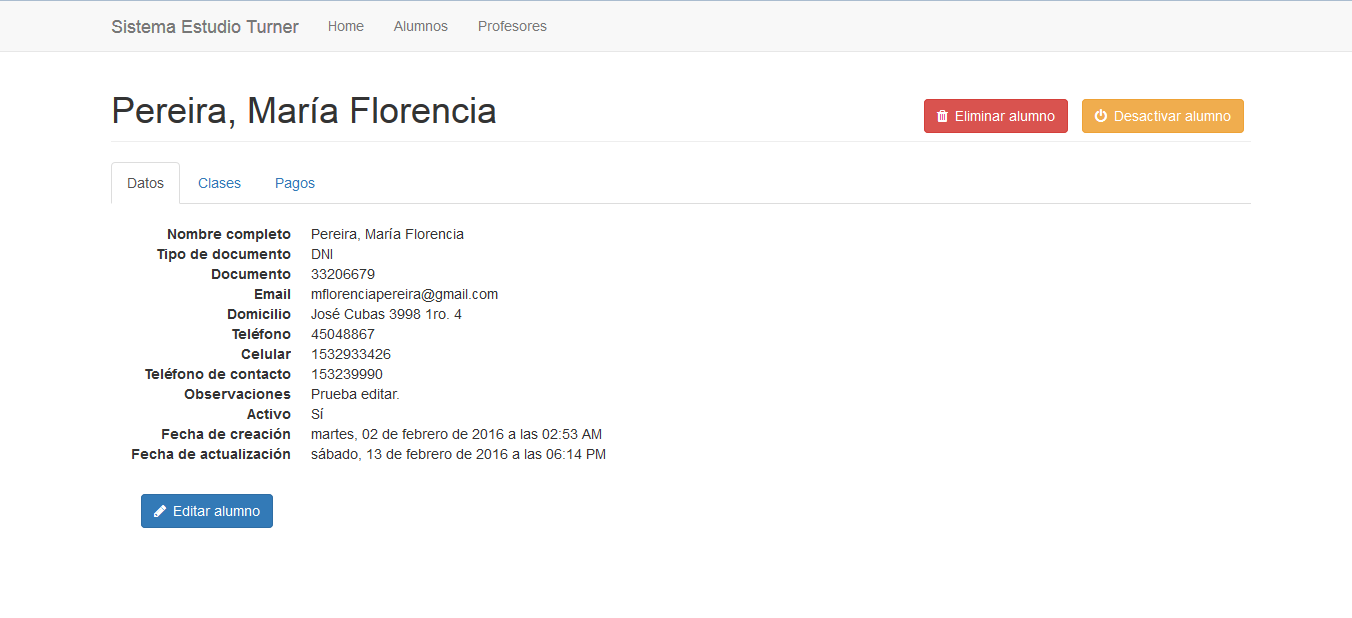 Sistema Estudio Turner Home Alumnos Profesores
Pereira, María Florencia
Eliminar alumno Desactivar alumno
Datos Clases Pagos
Nombre completo Pereira, María Florencia
Tipo de documento DNI
Documento 33206679
Email mflorenciapereira@gmail.com
Domicilio José Cubas 3998 1ro. 4
Teléfono 45048867
Celular 1532933426
Teléfono de contacto 153239990
Observaciones Prueba editar.
Activo Sí
Fecha de creación martes, 02 de febrero de 2016 a las 02:53 AM
Fecha de actualización sábado, 13 de febrero de 2016 a las 06:14 PM
Editar alumno